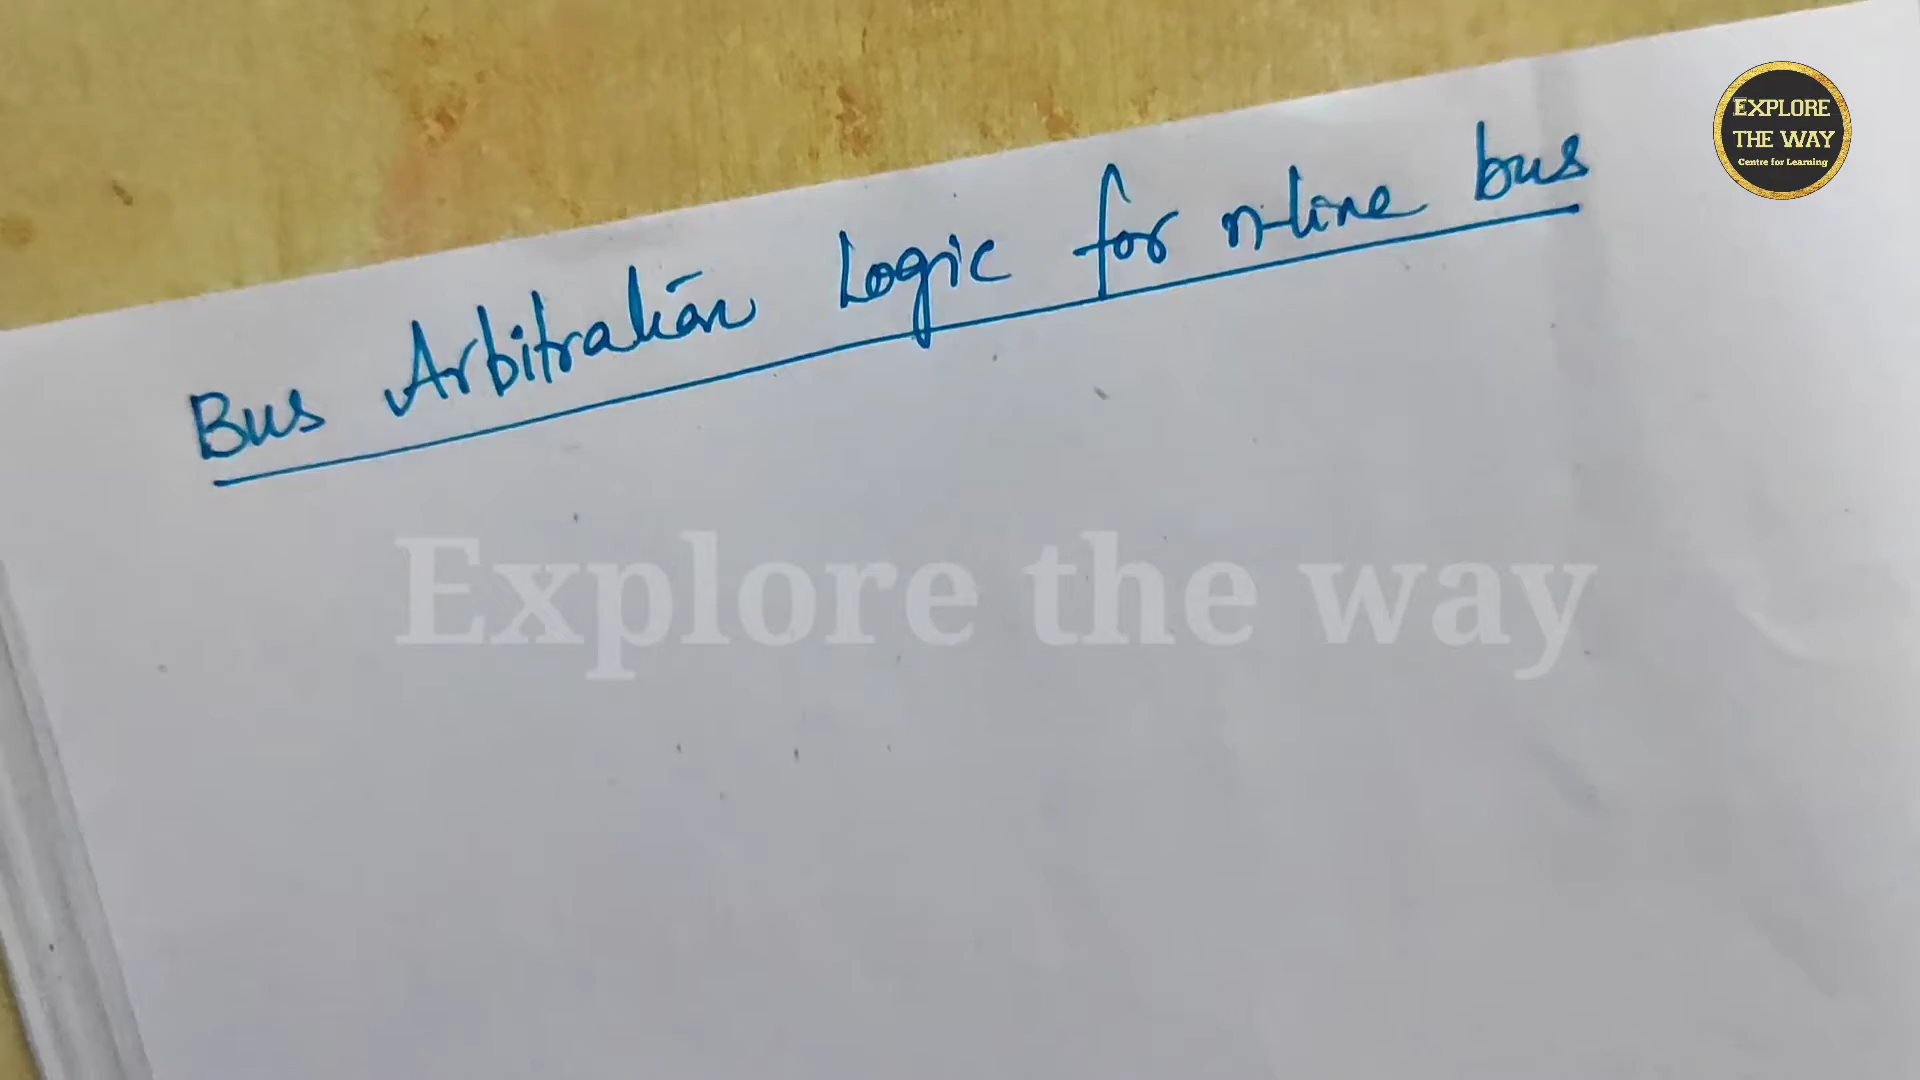 EXPLORE
THE WAY
Centre for Learning
Bus Arbitration Logic for n-line bus
Explore the way